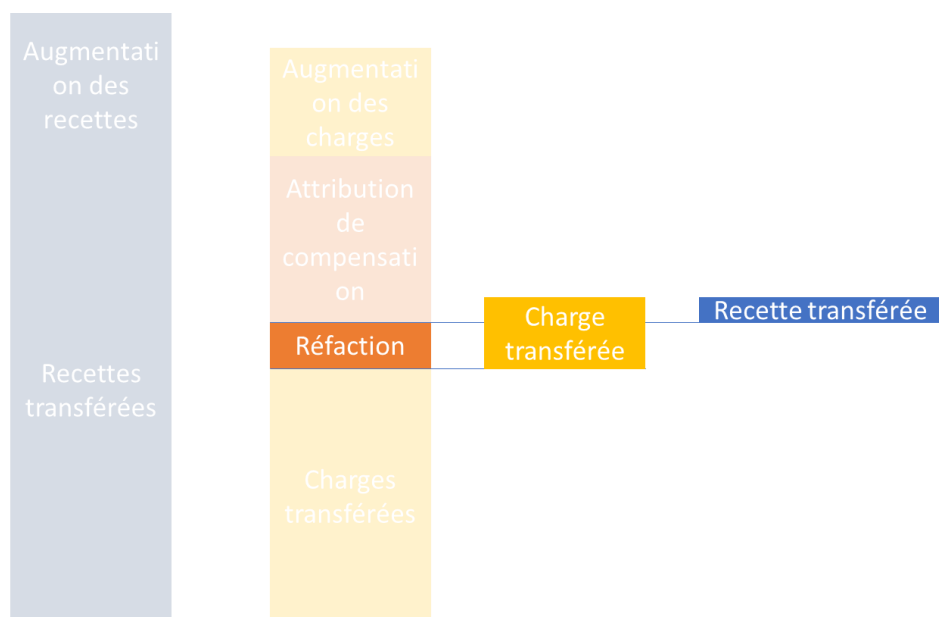 Augmentati
on des
recettes
Recettes
transférées
Augmentati
on des
charges
Attribution
de
compensati
on
Réfaction
Charges
transférées
Charge
transférée
Recette transférée